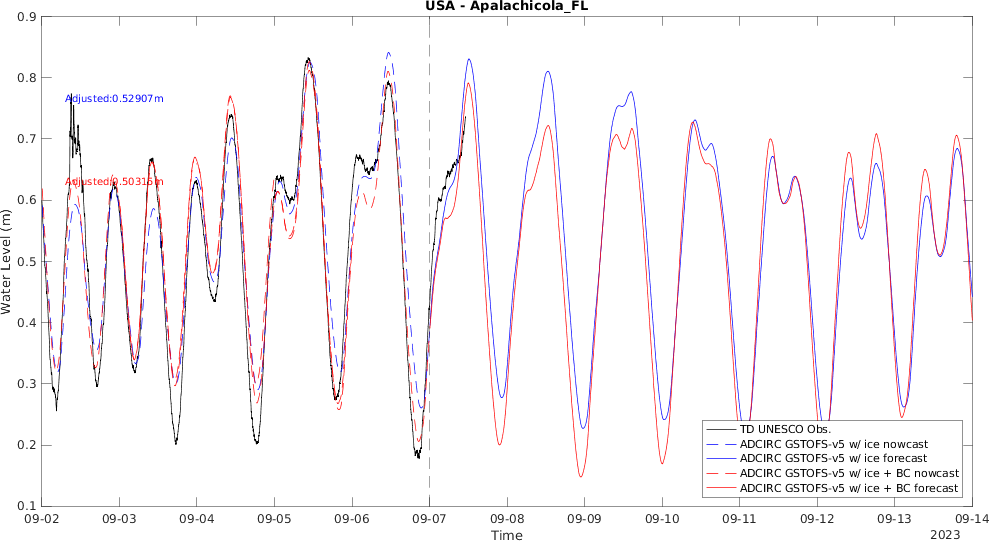 USA - Apalachicola_FL
0.9
0.8
0.7
0.6
0.5
0.4
0.3
0.2
0.1
Water Level (m)
Adjusted:0.52907m
Adjusted:0.50315m
TD UNESCO Obs.
ADCIRC GSTOFS-v5 w/ ice nowcast
ADCIRC GSTOFS-v5 w/ ice forecast
ADCIRC GSTOFS-v5 w/ ice + BC nowcast
ADCIRC GSTOFS-v5 w/ ice + BC forecast
09-02 09-03 09-04 09-05 09-06 09-07 09-08 09-09 09-10 09-11 09-12 09-13 09-14
Time
2023